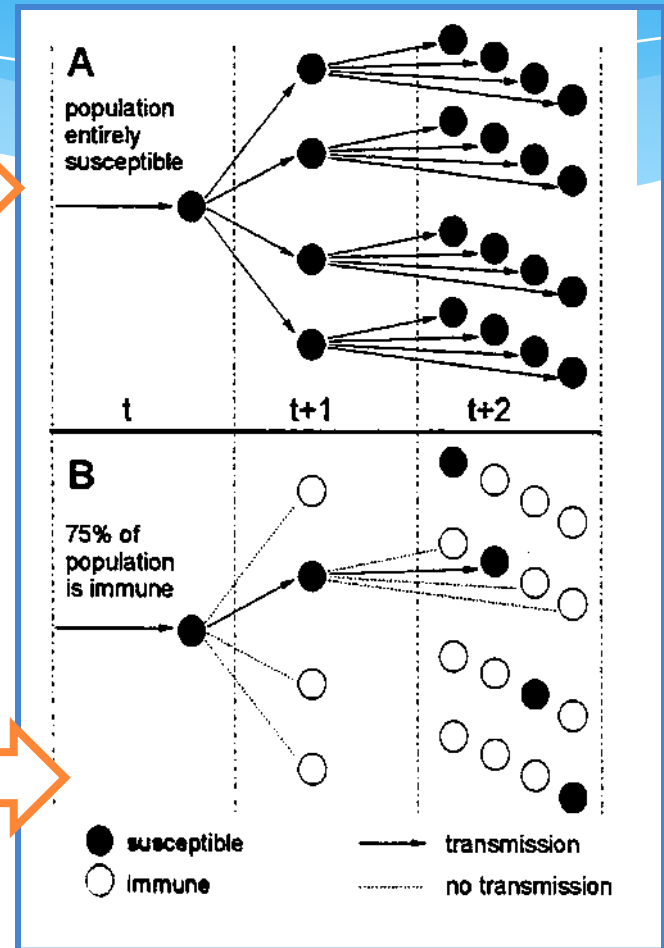 A
population
entirely
susceptible
t t+1 t+2
B
75% of
population
is immune
susceptible transmission
immune no transmission